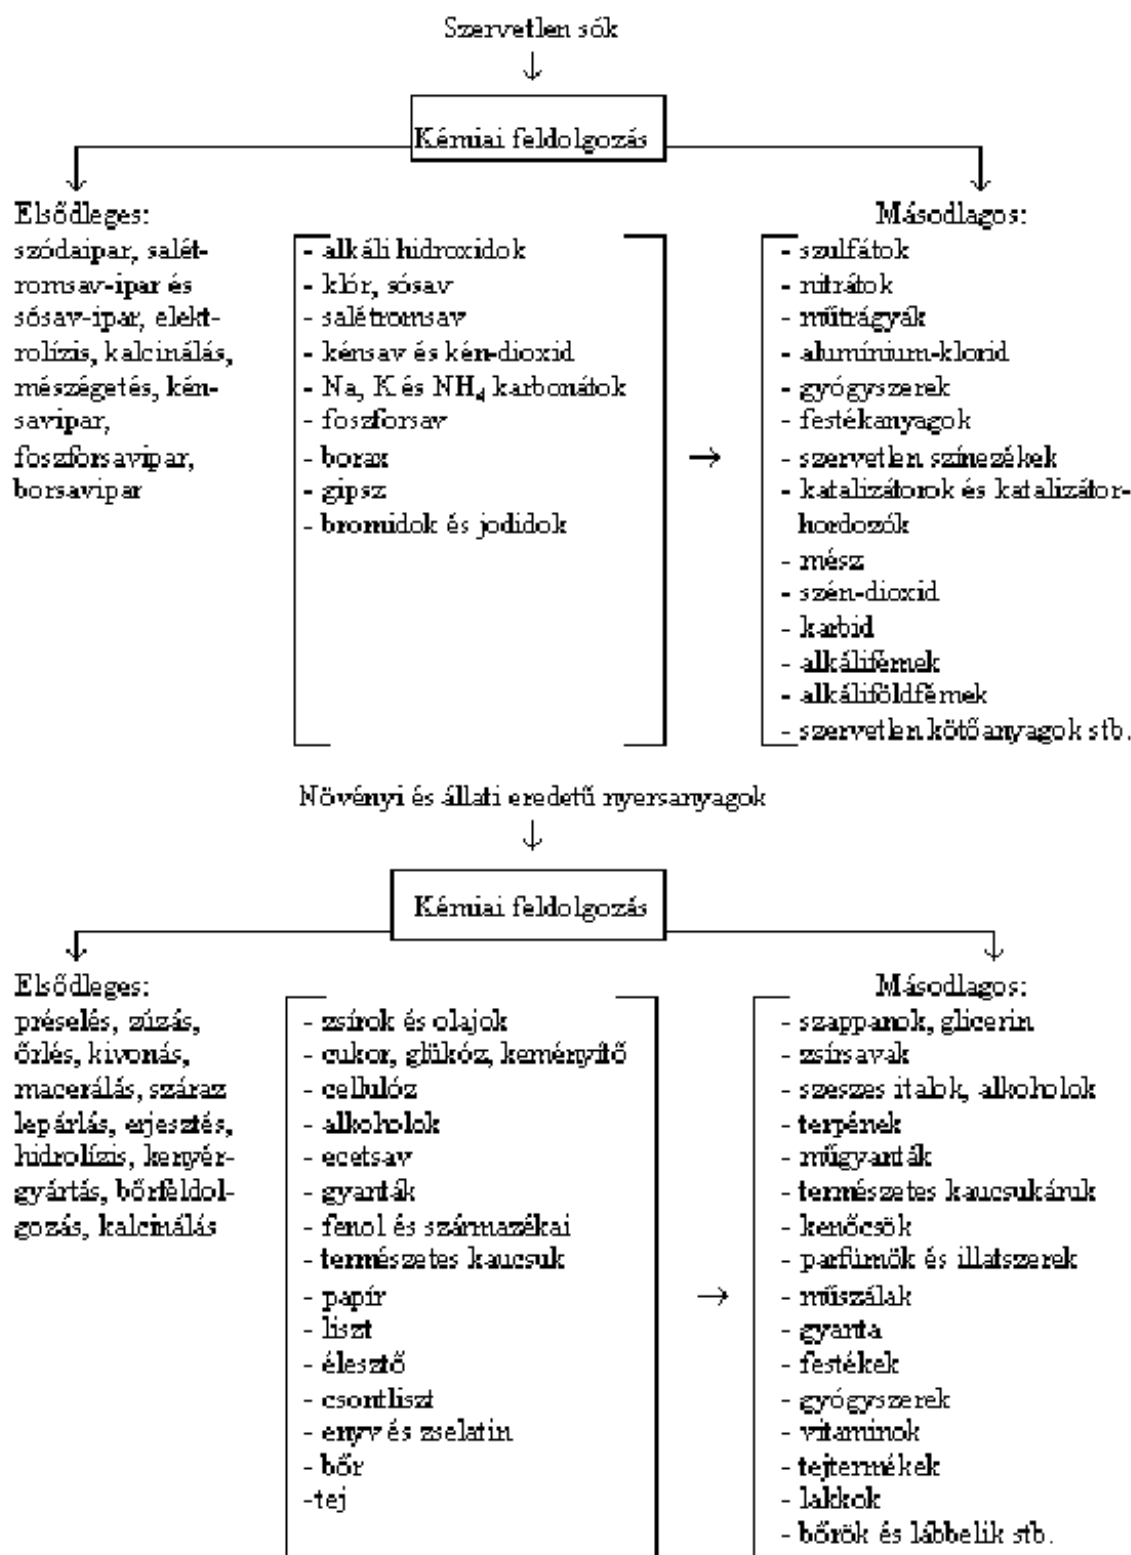 Szervetlen sók
↓
Kémiai feldolgozás
Elsődleges:
szódaipar, salét-
romsav-ipar és
sósav-ipar, elekt-
rolízis, kalcinálás,
mészégetés, kén-
savipar,
foszforsavipar,
borsavipar
- alkáli hidroxidok
- klór, sósav
- salétromsav
- kénsav és kén-dioxid
- Na, K és NH₄ karbonátok
- foszforsav
- borax
- gipsz
- bromidok és jodidok
→
Másodlagos:
- szulfátok
- nitrátok
- műtrágyák
- alumínium-klorid
- gyógyszerek
- festékanyagok
- szervetlen színezékek
- katalizátorok és katalizátor-
hordozók
- mész
- szén-dioxid
- karbid
- alkálifémek
- alkáliföldfémek
- szervetlen kötőanyagok stb.
Növényi és állati eredetű nyersanyagok
↓
Kémiai feldolgozás
Elsődleges:
préselés, zúzás,
őrlés, kivonás,
macerálás, száraz
lepárlás, erjesztés,
hidrolízis, kenyér-
gyártás, bőrfeldol-
gozás, kalcinálás
- zsírok és olajok
- cukor, glükóz, keményítő
- cellulóz
- alkoholok
- ecetsav
- gyanták
- fenol és származékai
- természetes kaucsuk
- papír
- liszt
- élesztő
- csontliszt
- enyv és zselatin
- bőr
-tej
→
Másodlagos:
- szappanok, glicerin
- zsírsavak
- szeszes italok, alkoholok
- terpének
- műgyanták
- természetes kaucsukáruk
- kenőcsök
- parfümök és illatszerek
- műszálak
- gyanta
- festékek
- gyógyszerek
- vitaminok
- tejtermékek
- lakkok
- bőrök és lábbelik stb.